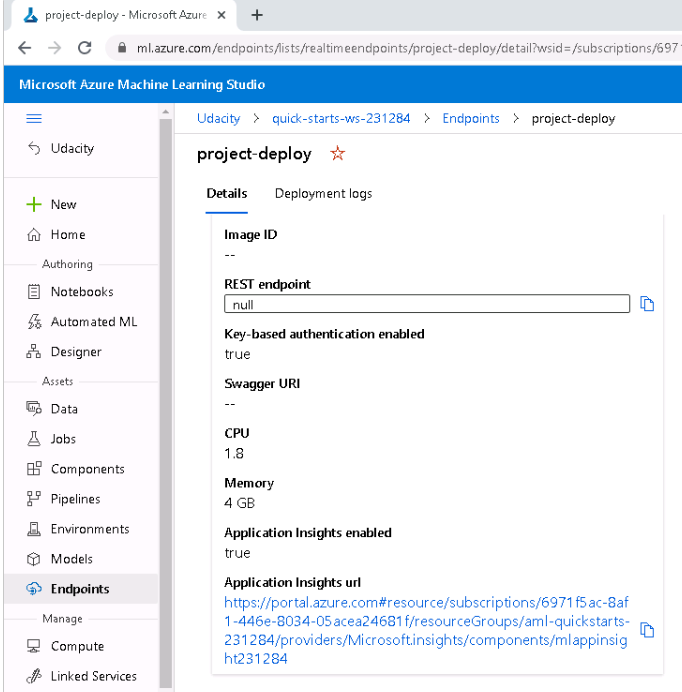 project-deploy - Microsoft Azure
ml.azure.com/endpoints/lists/realtimeendpoints/project-deploy/detail?wsid=/subscriptions/697
Microsoft Azure Machine Learning Studio
Udacity
New
Home
Authoring
Notebooks
Automated ML
Designer
Assets
Data
Jobs
Components
Pipelines
Environments
Models
Endpoints
Manage
Compute
Linked Services
Udacity > quick-starts-ws-231284 > Endpoints > project-deploy
project-deploy
Details Deployment logs
Image ID
--
REST endpoint
null
Key-based authentication enabled
true
Swagger URI
--
CPU
1.8
Memory
4 GB
Application Insights enabled
true
Application Insights url
https://portal.azure.com#resource/subscriptions/6971f5ac-8af
1-446e-8034-05acea24681f/resourceGroups/aml-quickstarts-
231284/providers/Microsoft.insights/components/mlappinsig
ht231284